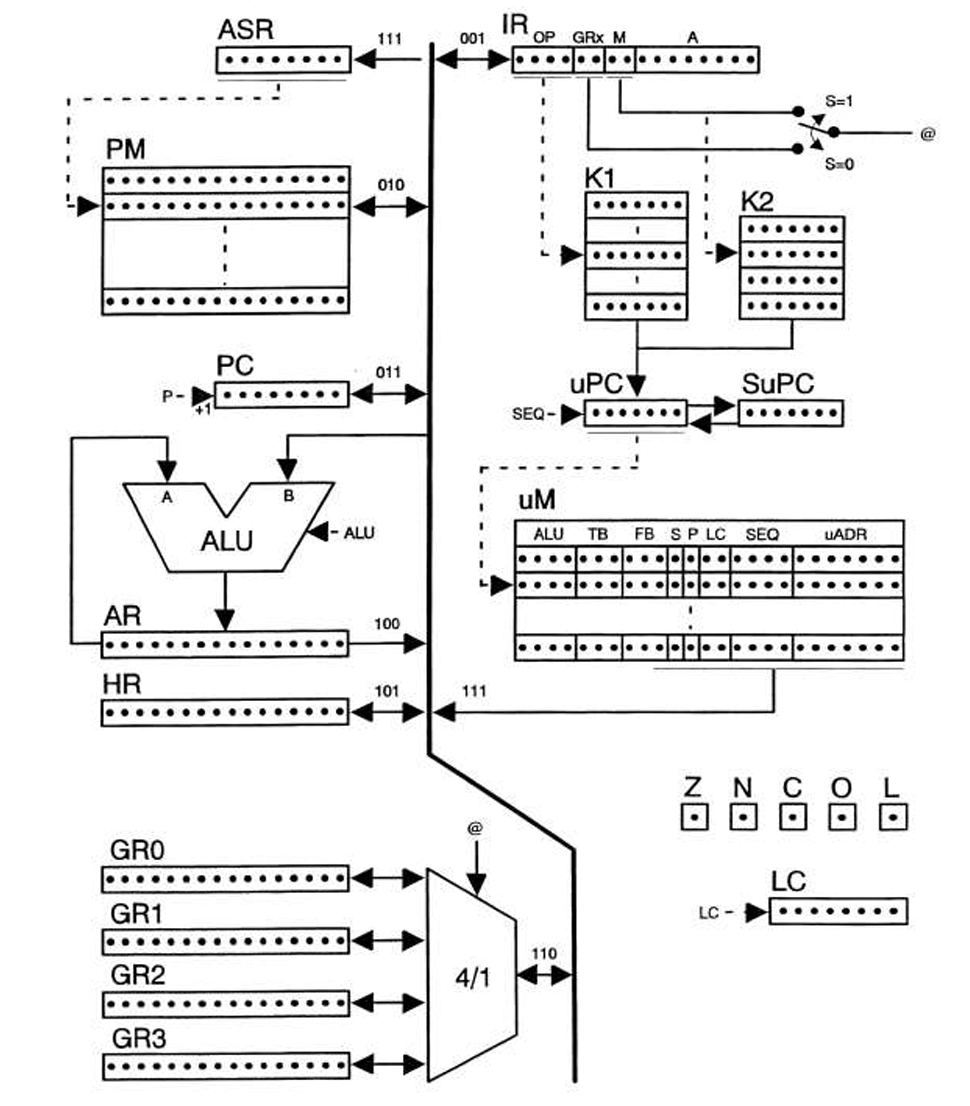 ASR
111
001
IR
OP GRx M A
S=1
@
S=0
PM
010
K1
K2
PC
011
P
+1
uPC
SuPC
SEQ
A
B
ALU
ALU
uM
ALU TB FB S P LC SEQ uADR
AR
100
HR
101
111
Z N C O L
@
GR0
LC
LC
GR1
110
4/1
GR2
GR3